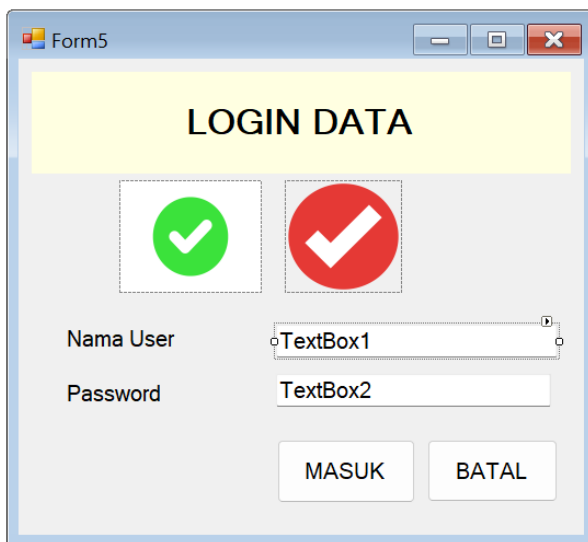 Form5
LOGIN DATA
Nama User
TextBox1
Password
TextBox2
MASUK
BATAL